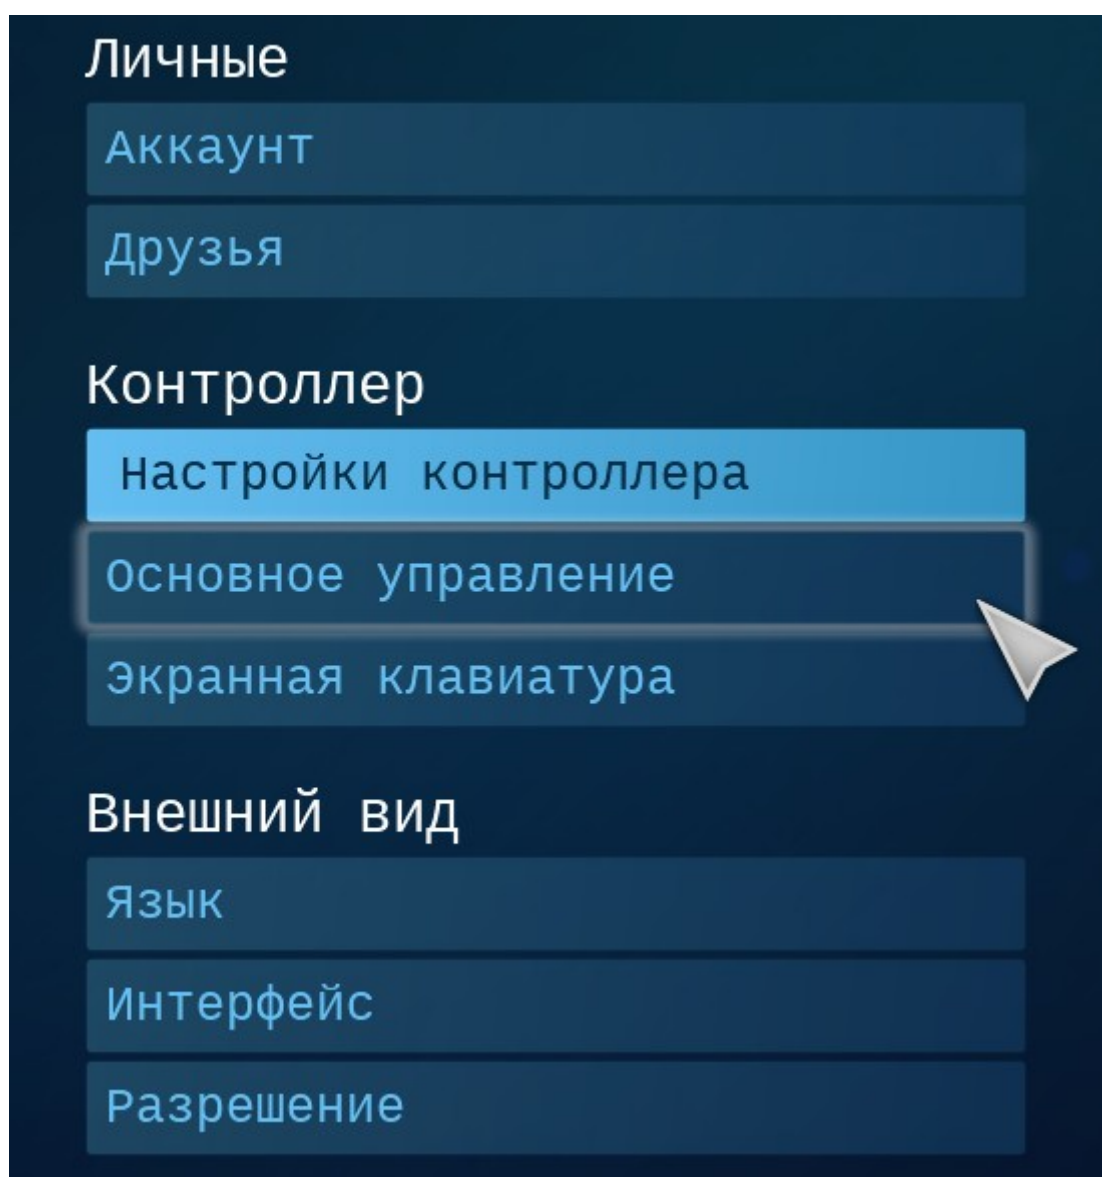 Личные
Аккаунт
Друзья
Контроллер
Настройки контроллера
Основное управление
Экранная клавиатура
Внешний вид
Язык
Интерфейс
Разрешение